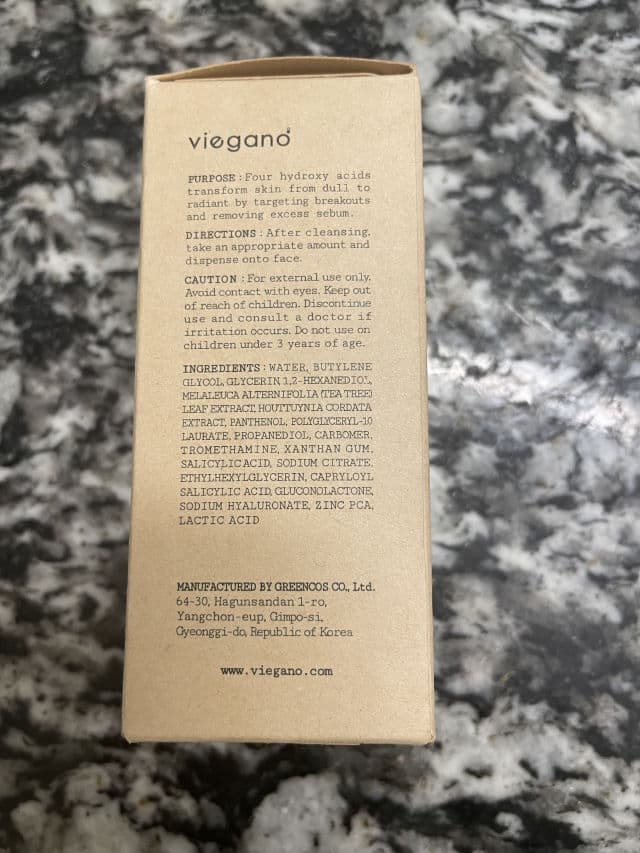 viegano
PURPOSE : Four hydroxy acids
transform skin from dull to
radiant by targeting breakouts
and removing excess sebum.
DIRECTIONS : After cleansing,
take an appropriate amount and
dispense onto face.
CAUTION : For external use only.
Avoid contact with eyes. Keep out
of reach of children. Discontinue
use and consult a doctor if
irritation occurs. Do not use on
children under 3 years of age.
INGREDIENTS : WATER, BUTYLENE
GLYCOL, GLYCERIN, 1,2-HEXANEDIOL,
MELALEUCA ALTERNIFOLIA (TEA TREE)
LEAF EXTRACT, HOUTTUYNIA CORDATA
EXTRACT, PANTHENOL, POLYGLYCERYL-10
LAURATE, PROPANEDIOL, CARBOMER,
TROMETHAMINE, XANTHAN GUM,
SALICYLIC ACID, SODIUM CITRATE,
ETHYLHEXYLGLYCERIN, CAPRYLOYL
SALICYLIC ACID, GLUCONOLACTONE,
SODIUM HYALURONATE, ZINC PCA,
LACTIC ACID
MANUFACTURED BY GREENCOS CO., Ltd.
64-30, Hagunsandan 1-ro,
Yangchon-eup, Gimpo-si,
Gyeonggi-do, Republic of Korea
www.viegano.com